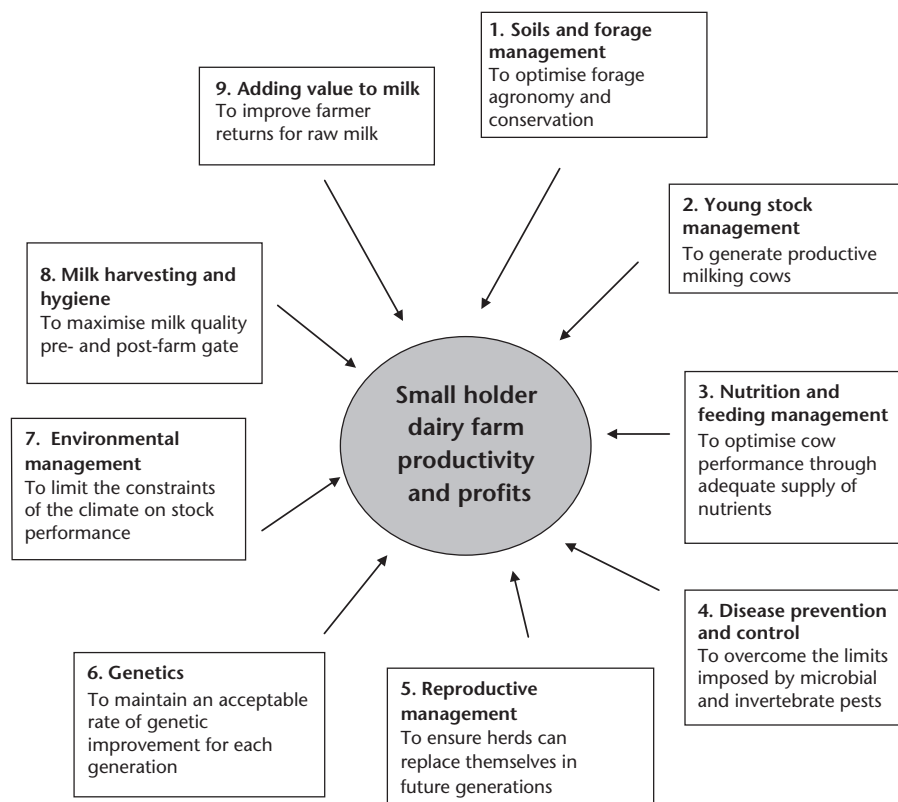 1. Soils and forage
management
To optimise forage
agronomy and
conservation
2. Young stock
management
To generate productive
milking cows
3. Nutrition and
feeding management
To optimise cow
performance through
adequate supply of
nutrients
4. Disease prevention
and control
To overcome the limits
imposed by microbial
and invertebrate pests
5. Reproductive
management
To ensure herds can
replace themselves in
future generations
6. Genetics
To maintain an acceptable
rate of genetic
improvement for each
generation
7. Environmental
management
To limit the constraints
of the climate on stock
performance
8. Milk harvesting and
hygiene
To maximise milk quality
pre- and post-farm gate
9. Adding value to milk
To improve farmer
returns for raw milk
Small holder
dairy farm
productivity
and profits